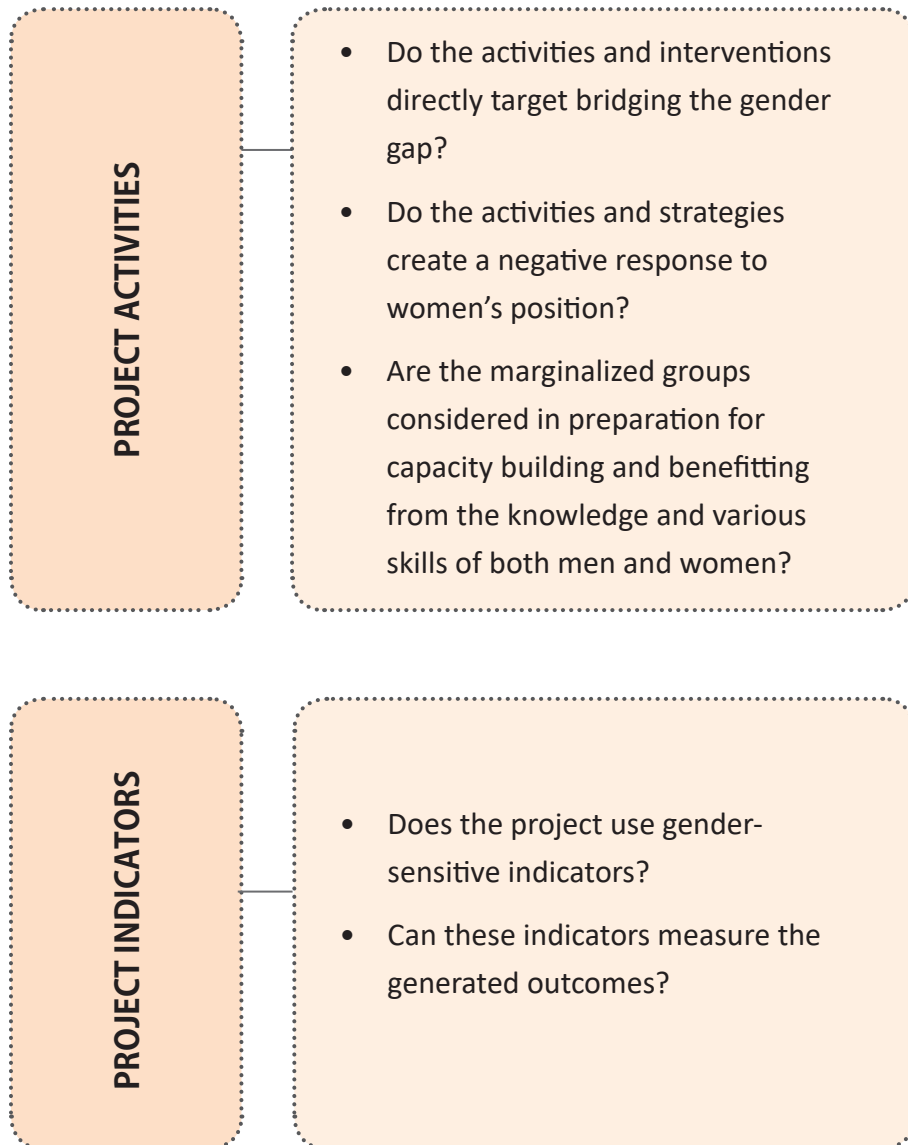 PROJECT ACTIVITIES
• Do the activities and interventions
directly target bridging the gender
gap?
• Do the activities and strategies
create a negative response to
women’s position?
• Are the marginalized groups
considered in preparation for
capacity building and benefitting
from the knowledge and various
skills of both men and women?
PROJECT INDICATORS
• Does the project use gender-
sensitive indicators?
• Can these indicators measure the
generated outcomes?